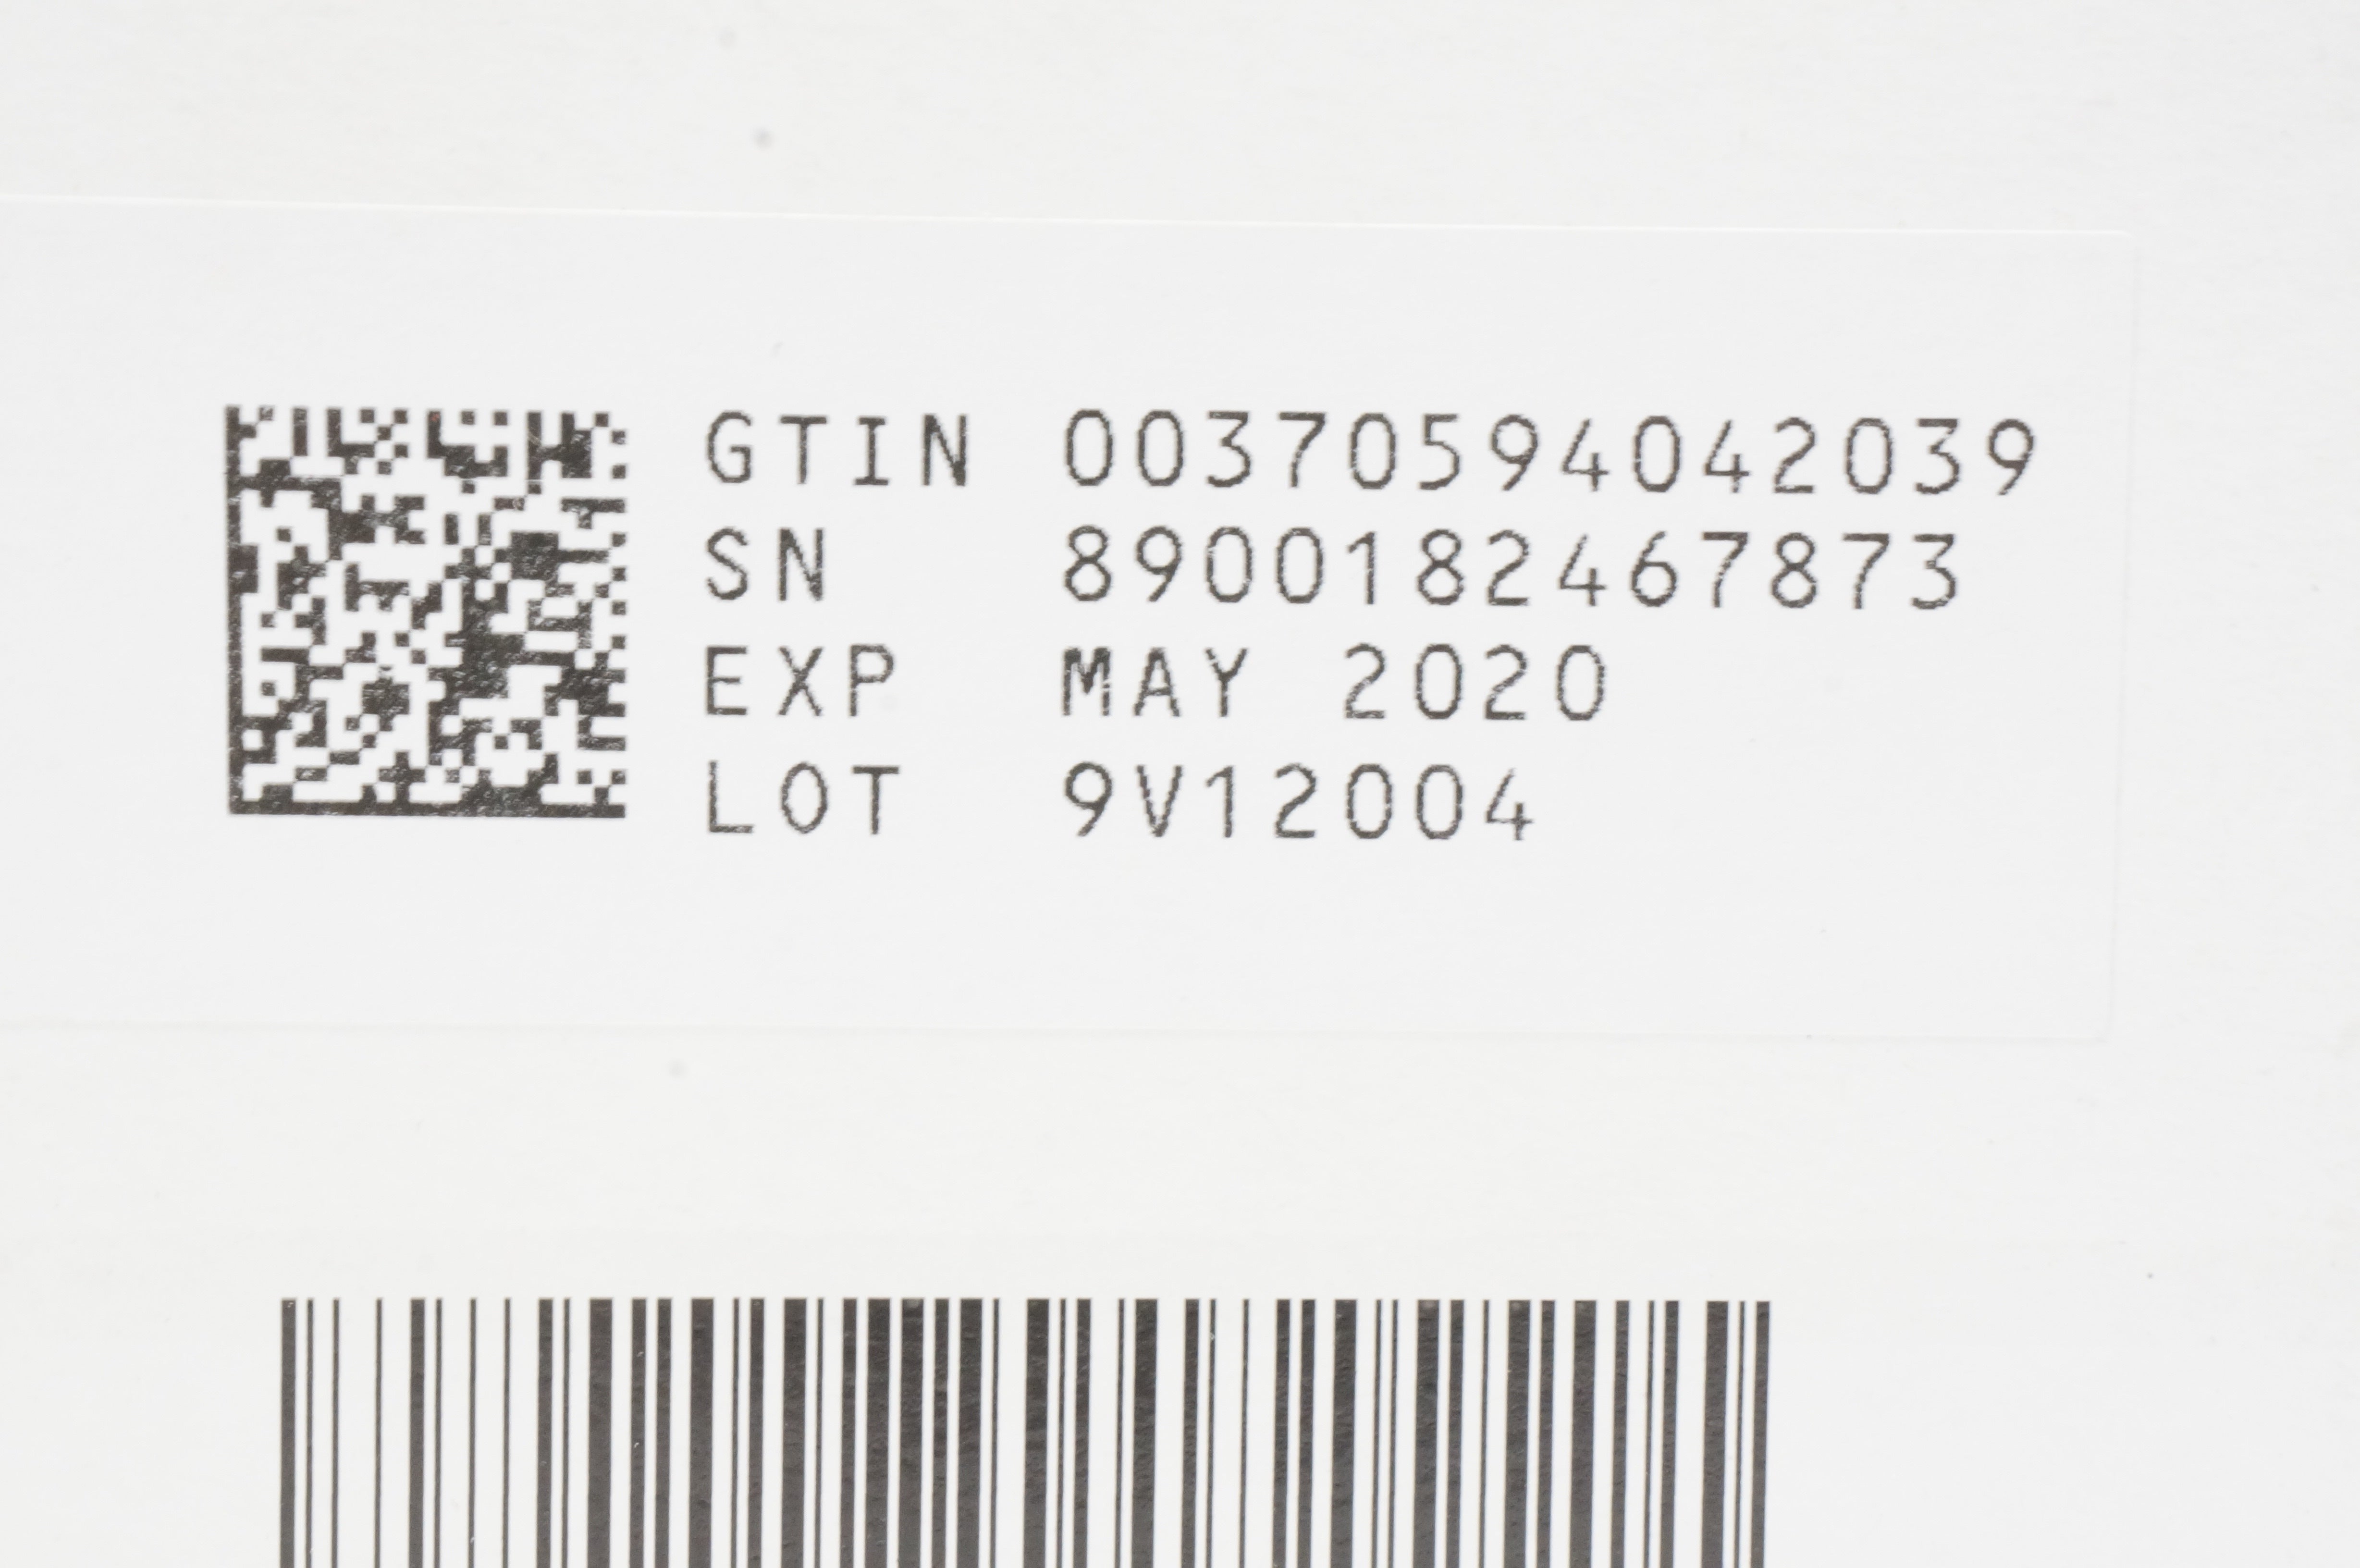 GTIN 00370594042039
SN 8900182467873
EXP MAY 2020
LOT 9V12004